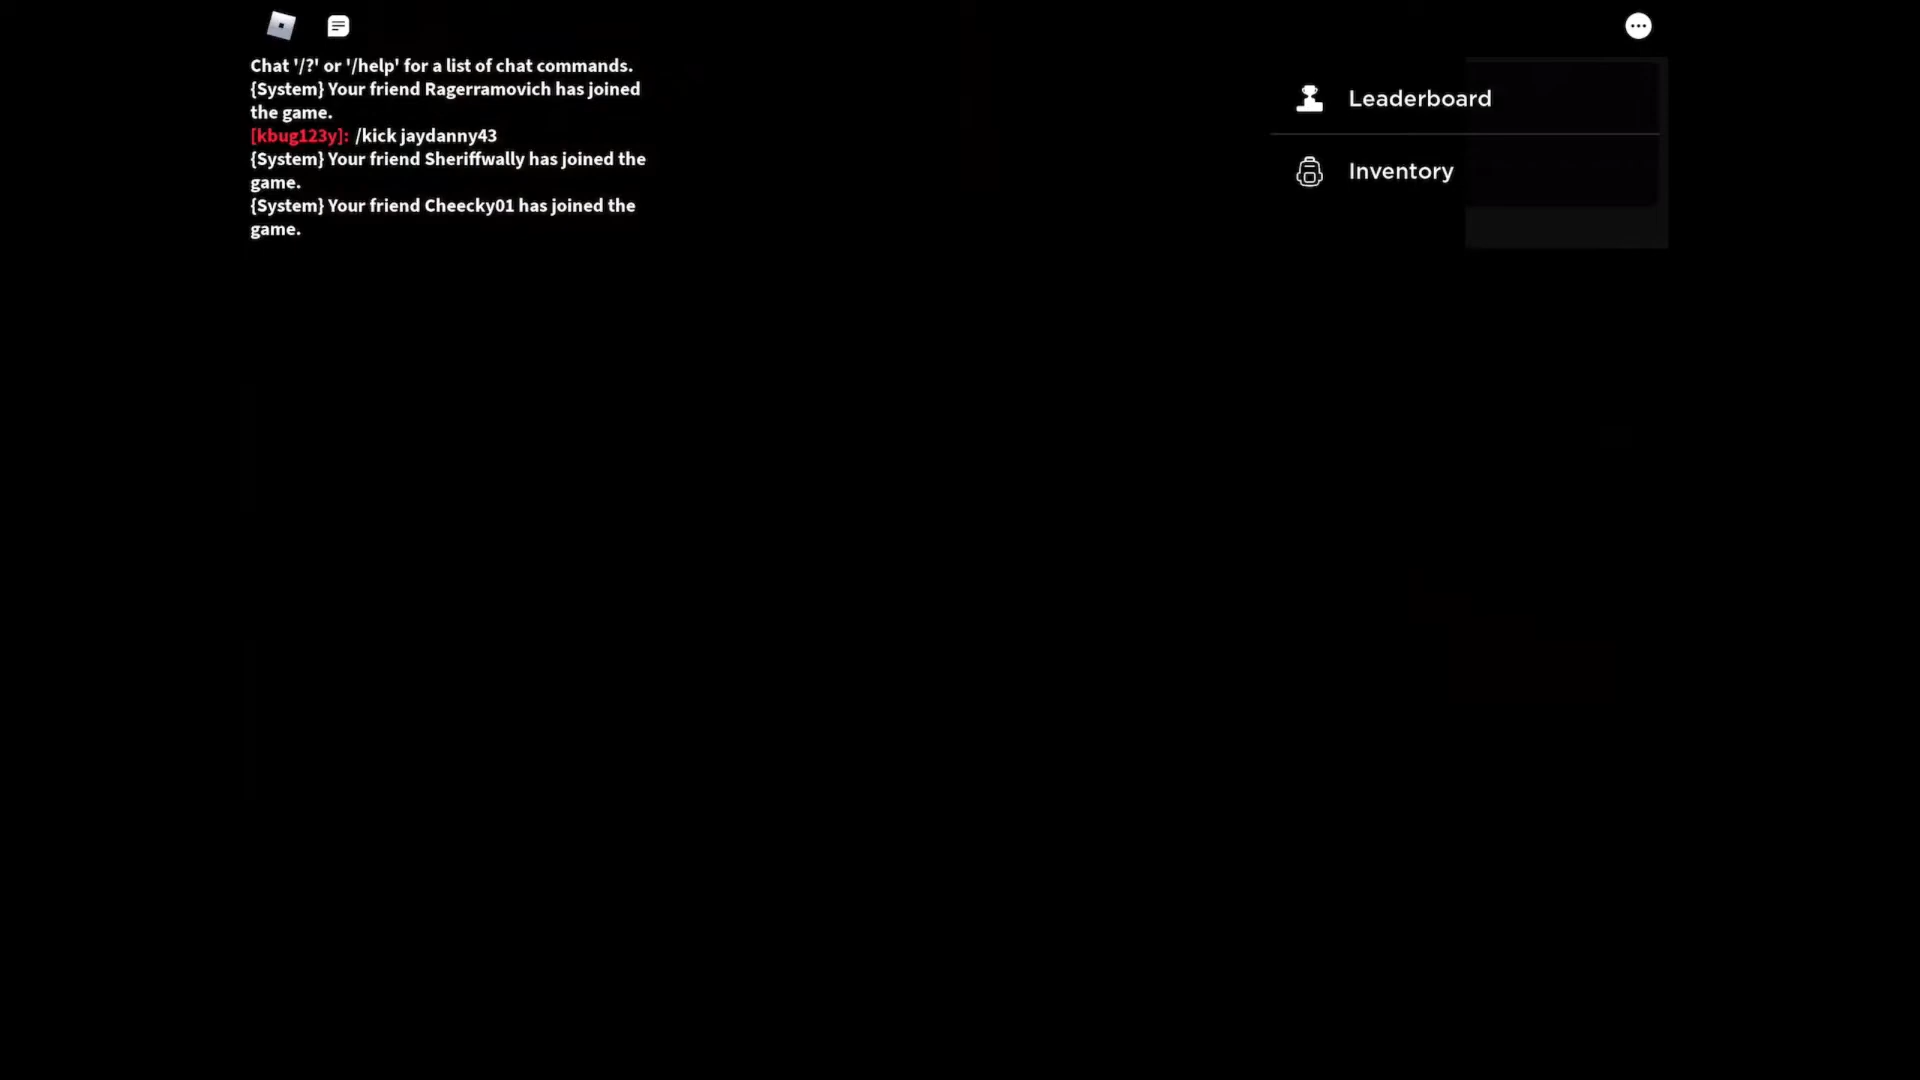 Chat '/?' or '/help' for a list of chat commands.
{System} Your friend Ragerramovich has joined
the game.
[kbug123y]: /kick jaydanny43
{System} Your friend Sheriffwally has joined the
game.
{System} Your friend Cheecky01 has joined the
game.
Leaderboard
Inventory